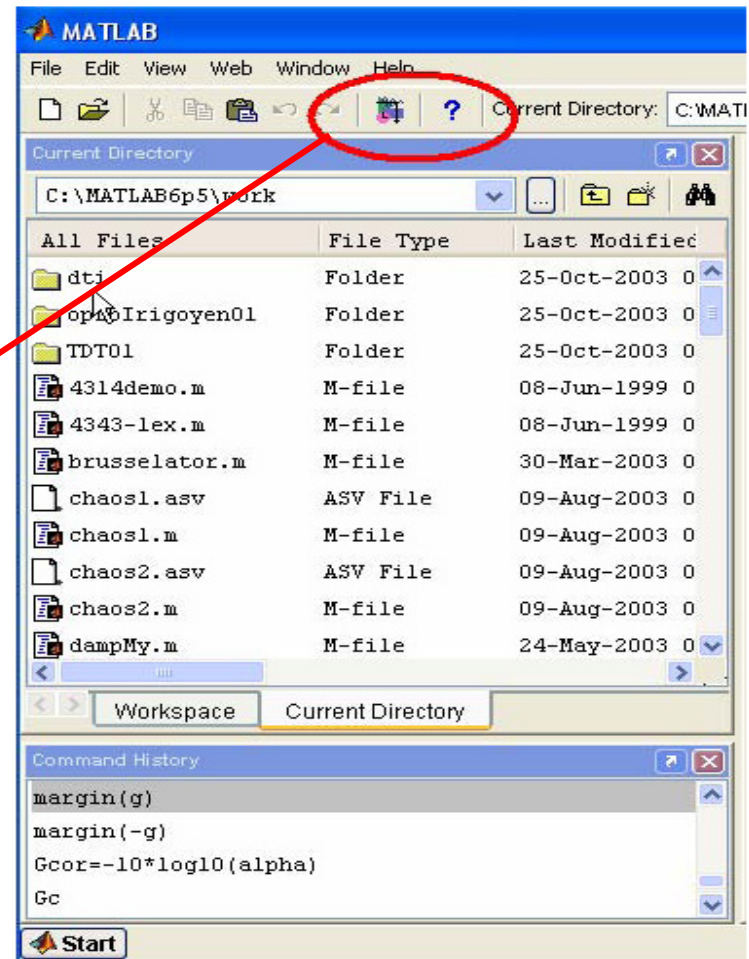 MATLAB
File Edit View Web Window Help
? Current Directory: C:\MATL
Current Directory
C:\MATLAB6p5\work ...
All Files File Type Last Modified
dti Folder 25-Oct-2003 0
Folder 25-Oct-2003 0
TDT01 Folder 25-Oct-2003 0
4314demo.m M-file 08-Jun-1999 0
4343-lex.m M-file 08-Jun-1999 0
brusselator.m M-file 30-Mar-2003 0
chaos1.asv ASV File 09-Aug-2003 0
chaos1.m M-file 09-Aug-2003 0
chaos2.asv ASV File 09-Aug-2003 0
chaos2.m M-file 09-Aug-2003 0
dampMy.m M-file 24-May-2003 0
Workspace Current Directory
Command History
margin(g)
margin(-g)
Gcor=-10*log10(alpha)
Gc
Start